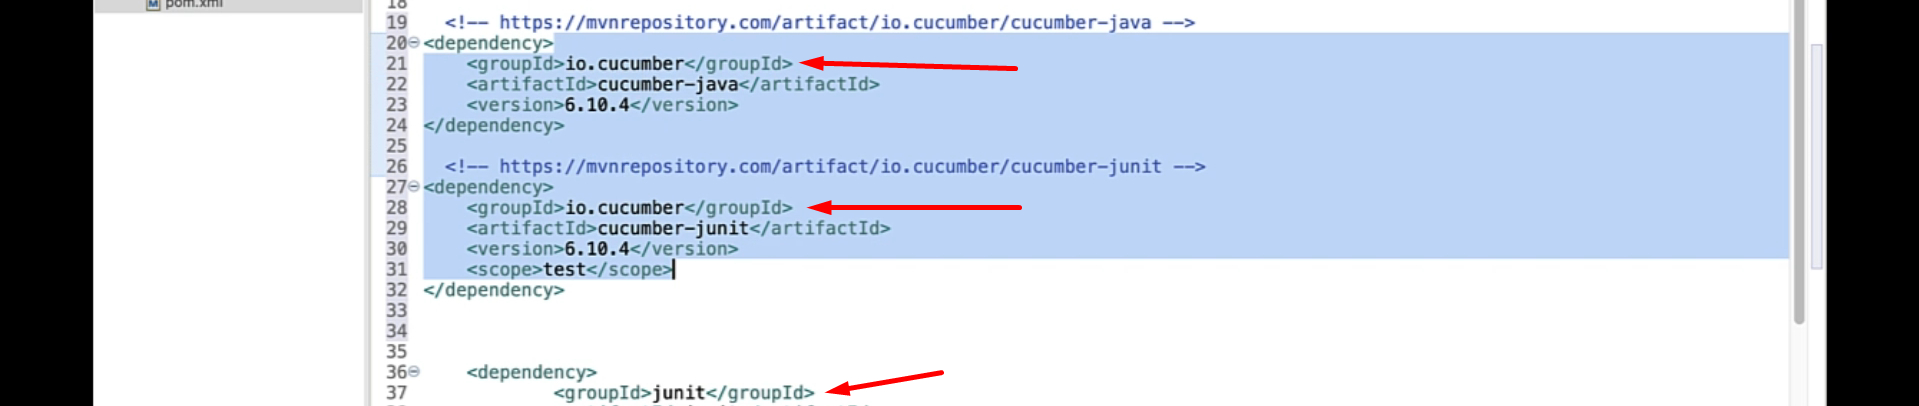 pom.xml
18
19 <!-- https://mvnrepository.com/artifact/io.cucumber/cucumber-java -->
20 <dependency>
21 <groupId>io.cucumber</groupId>
22 <artifactId>cucumber-java</artifactId>
23 <version>6.10.4</version>
24 </dependency>
25
26 <!-- https://mvnrepository.com/artifact/io.cucumber/cucumber-junit -->
27 <dependency>
28 <groupId>io.cucumber</groupId>
29 <artifactId>cucumber-junit</artifactId>
30 <version>6.10.4</version>
31 <scope>test</scope>
32 </dependency>
33
34
35
36 <dependency>
37 <groupId>junit</groupId>